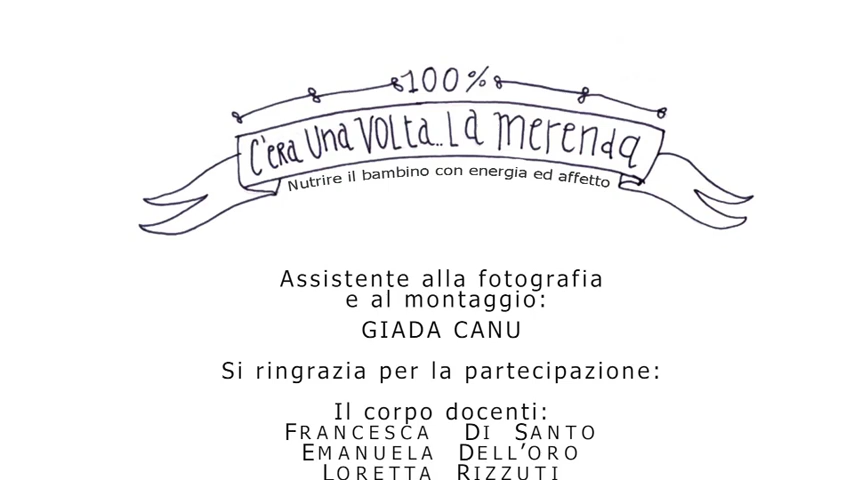 100%
C'era Una VOLta...La merenda
Nutrire il bambino con energia ed affetto
Assistente alla fotografia
e al montaggio:
GIADA CANU
Si ringrazia per la partecipazione:
Il corpo docenti:
FRANCESCA DI SANTO
EMANUELA DELL'ORO
LORETTA RIZZUTI